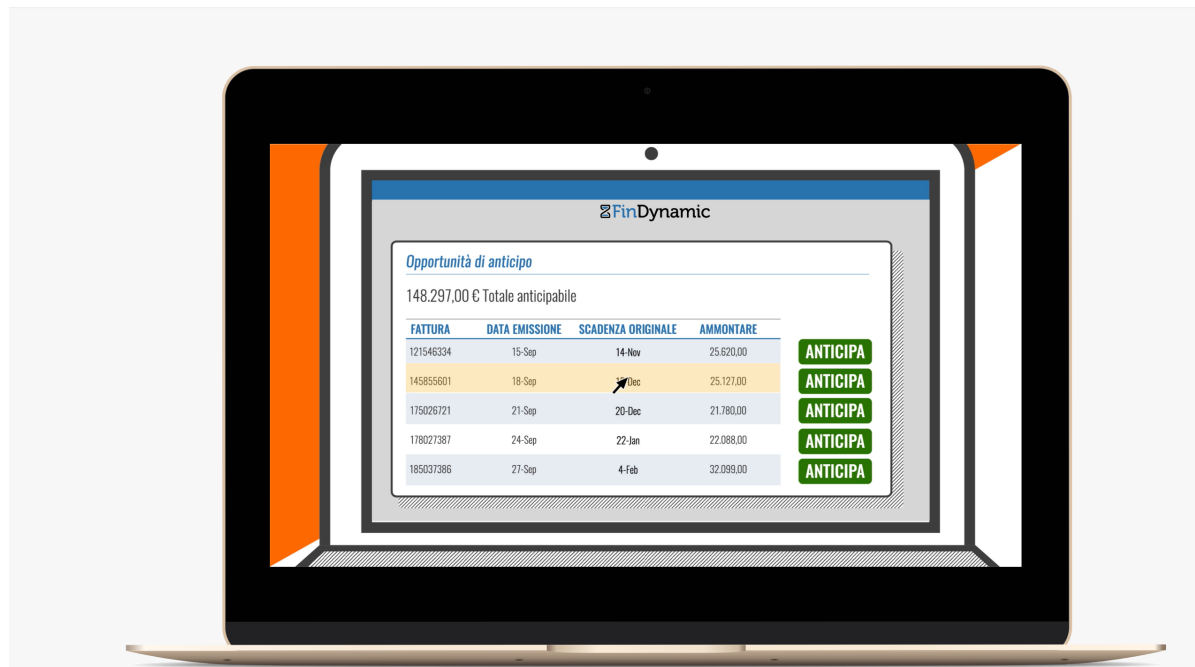 FinDynamic
Opportunità di anticipo
148.297,00 € Totale anticipabile
FATTURA DATA EMISSIONE SCADENZA ORIGINALE AMMONTARE
121546334 15-Sep 14-Nov 25.620,00 ANTICIPA
145855601 18-Sep Dec 25.127,00 ANTICIPA
175026721 21-Sep 20-Dec 21.780,00 ANTICIPA
178027387 24-Sep 22-Jan 22.088,00 ANTICIPA
185037386 27-Sep 4-Feb 32.099,00 ANTICIPA